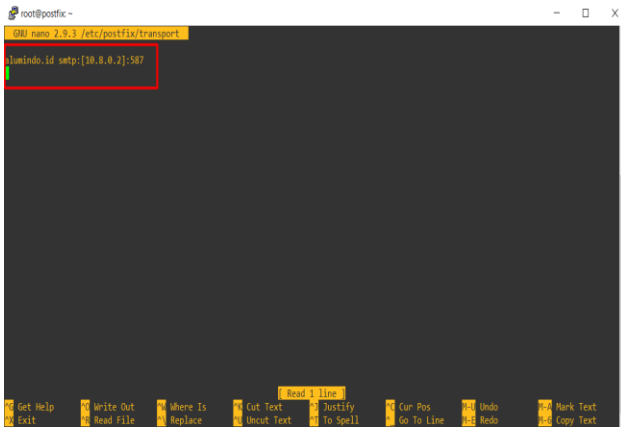 root@postfix: ~
GNU nano 2.9.3 /etc/postfix/transport
alumindo.id smtp:[10.8.0.2]:587
[ Read 1 line ]
^G Get Help ^O Write Out ^W Where Is ^K Cut Text ^J Justify ^C Cur Pos M-U Undo M-A Mark Text
^X Exit ^R Read File ^\ Replace ^U Uncut Text ^T To Spell ^_ Go To Line M-E Redo M-6 Copy Text